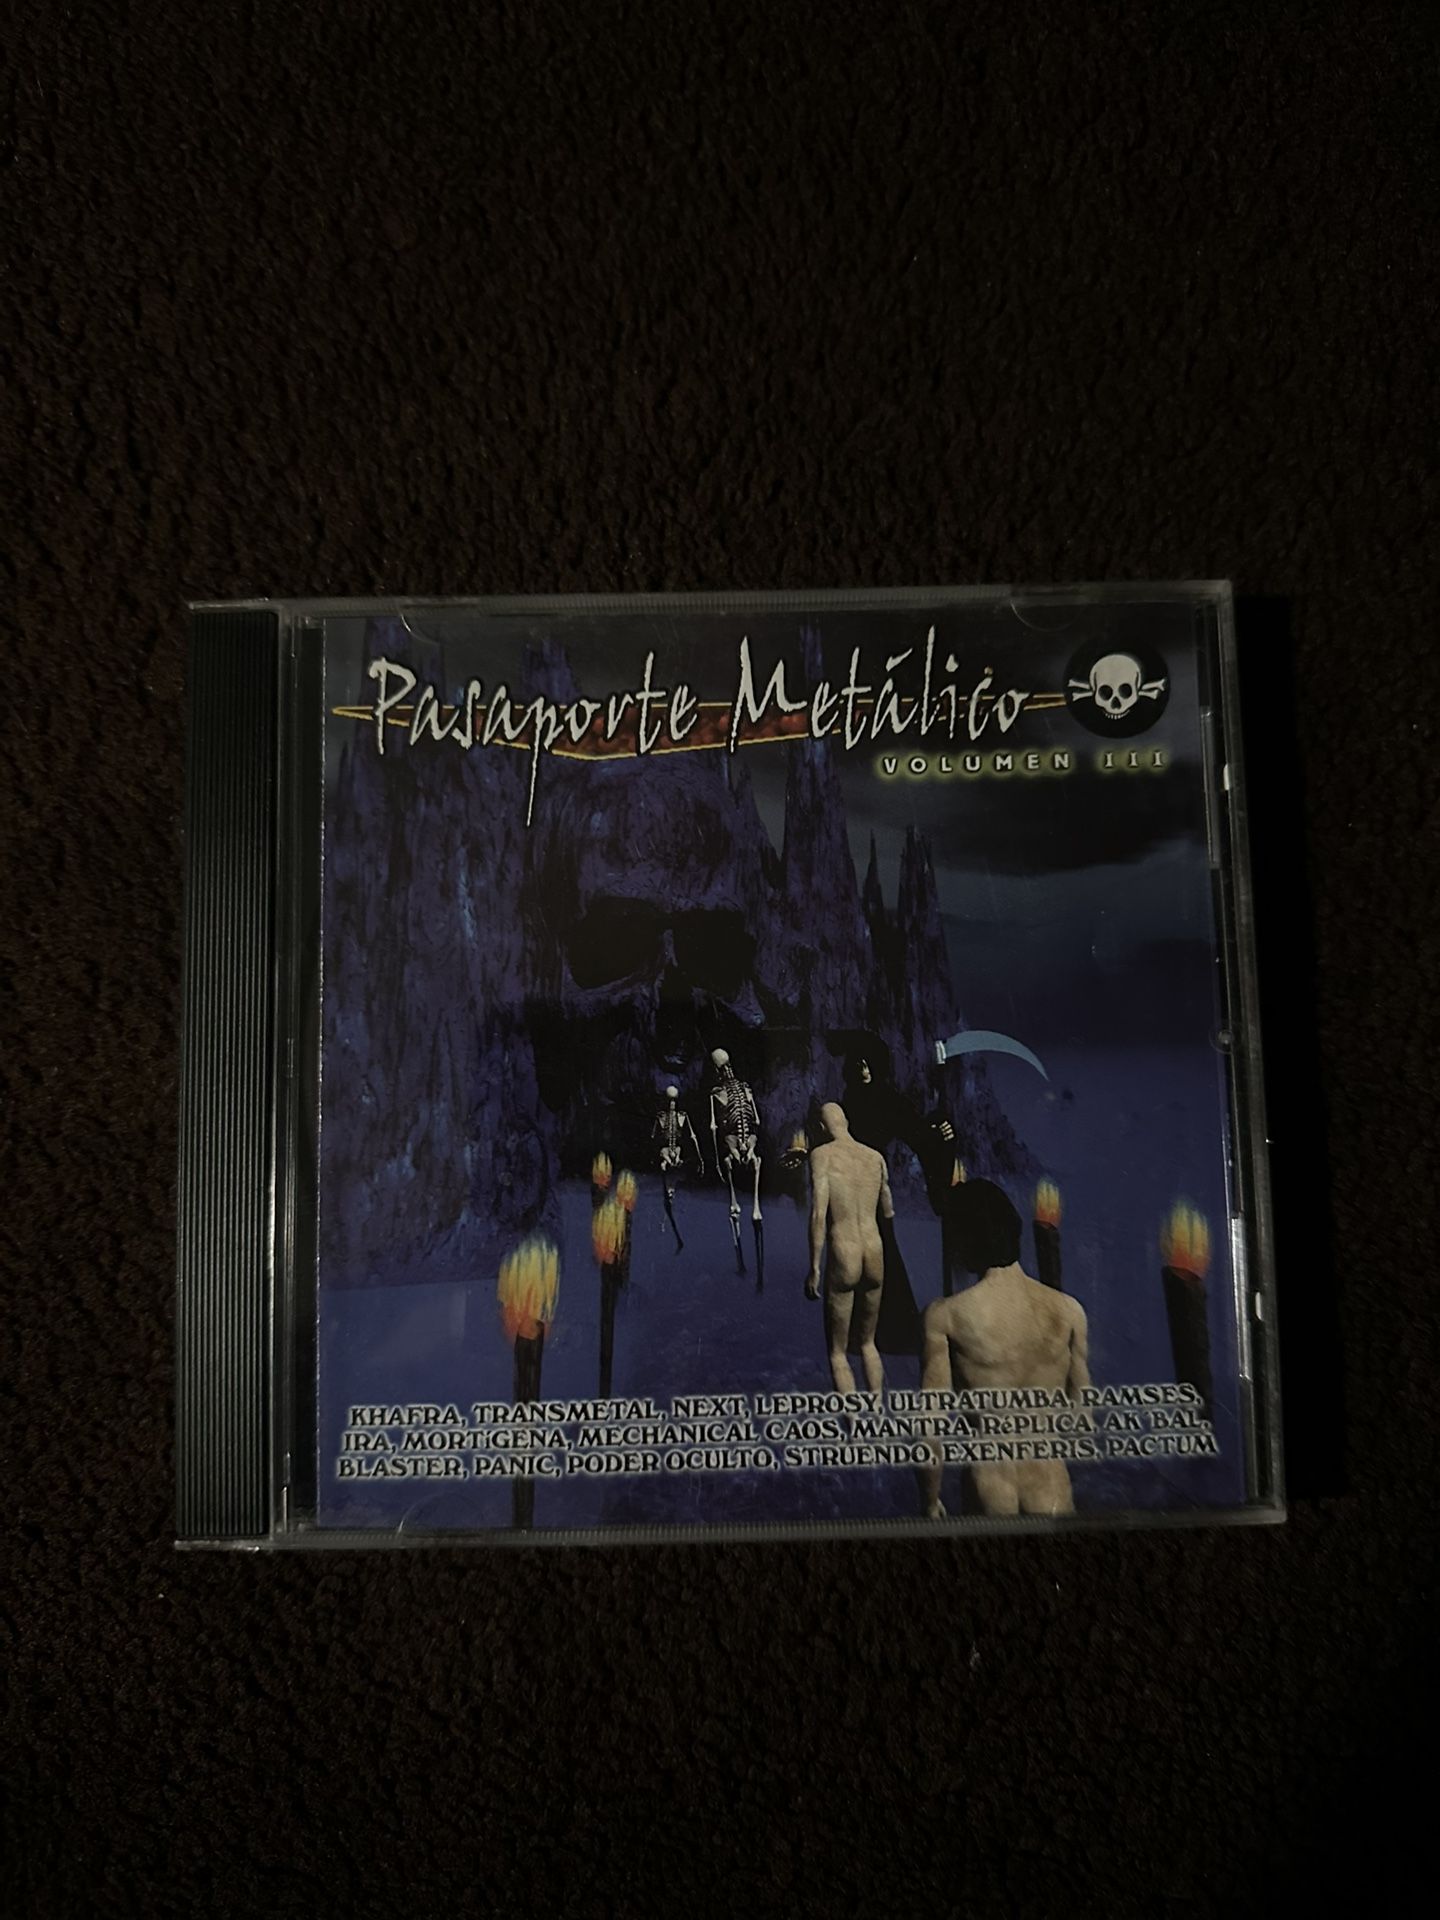 Pasaporte Metálico
VOLUMEN III
KHAFRA, TRANSMETAL, NEXT, LEPROSY, ULTRATUMBA, RAMSES,
IRA, MORTíGENA, MECHANICAL CAOS, MANTRA, RéPLICA, AK'BAL,
BLASTER, PANIC, PODER OCULTO, STRUENDO, EXENFERIS, PACTUM